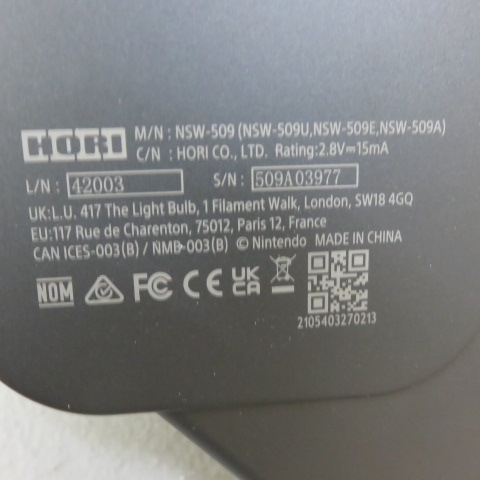 HORI
M/N : NSW-509 (NSW-509U,NSW-509E,NSW-509A)
C/N : HORI CO., LTD. Rating:2.8V⎓15mA
L/N : 42003 S/N : 509A03977
UK:L.U. 417 The Light Bulb, 1 Filament Walk, London, SW18 4GQ
EU:117 Rue de Charenton, 75012, Paris 12, France
CAN ICES-003(B) / NMB-003(B) © Nintendo MADE IN CHINA
NOM FC CE UK CA
2105403270213